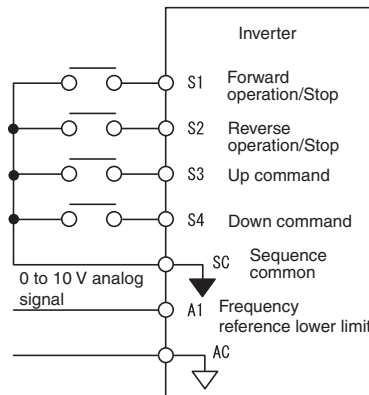 Inverter
S1 Forward
operation/Stop
S2 Reverse
operation/Stop
S3 Up command
S4 Down command
SC Sequence
common
0 to 10 V analog
signal
A1 Frequency
reference lower limit
AC